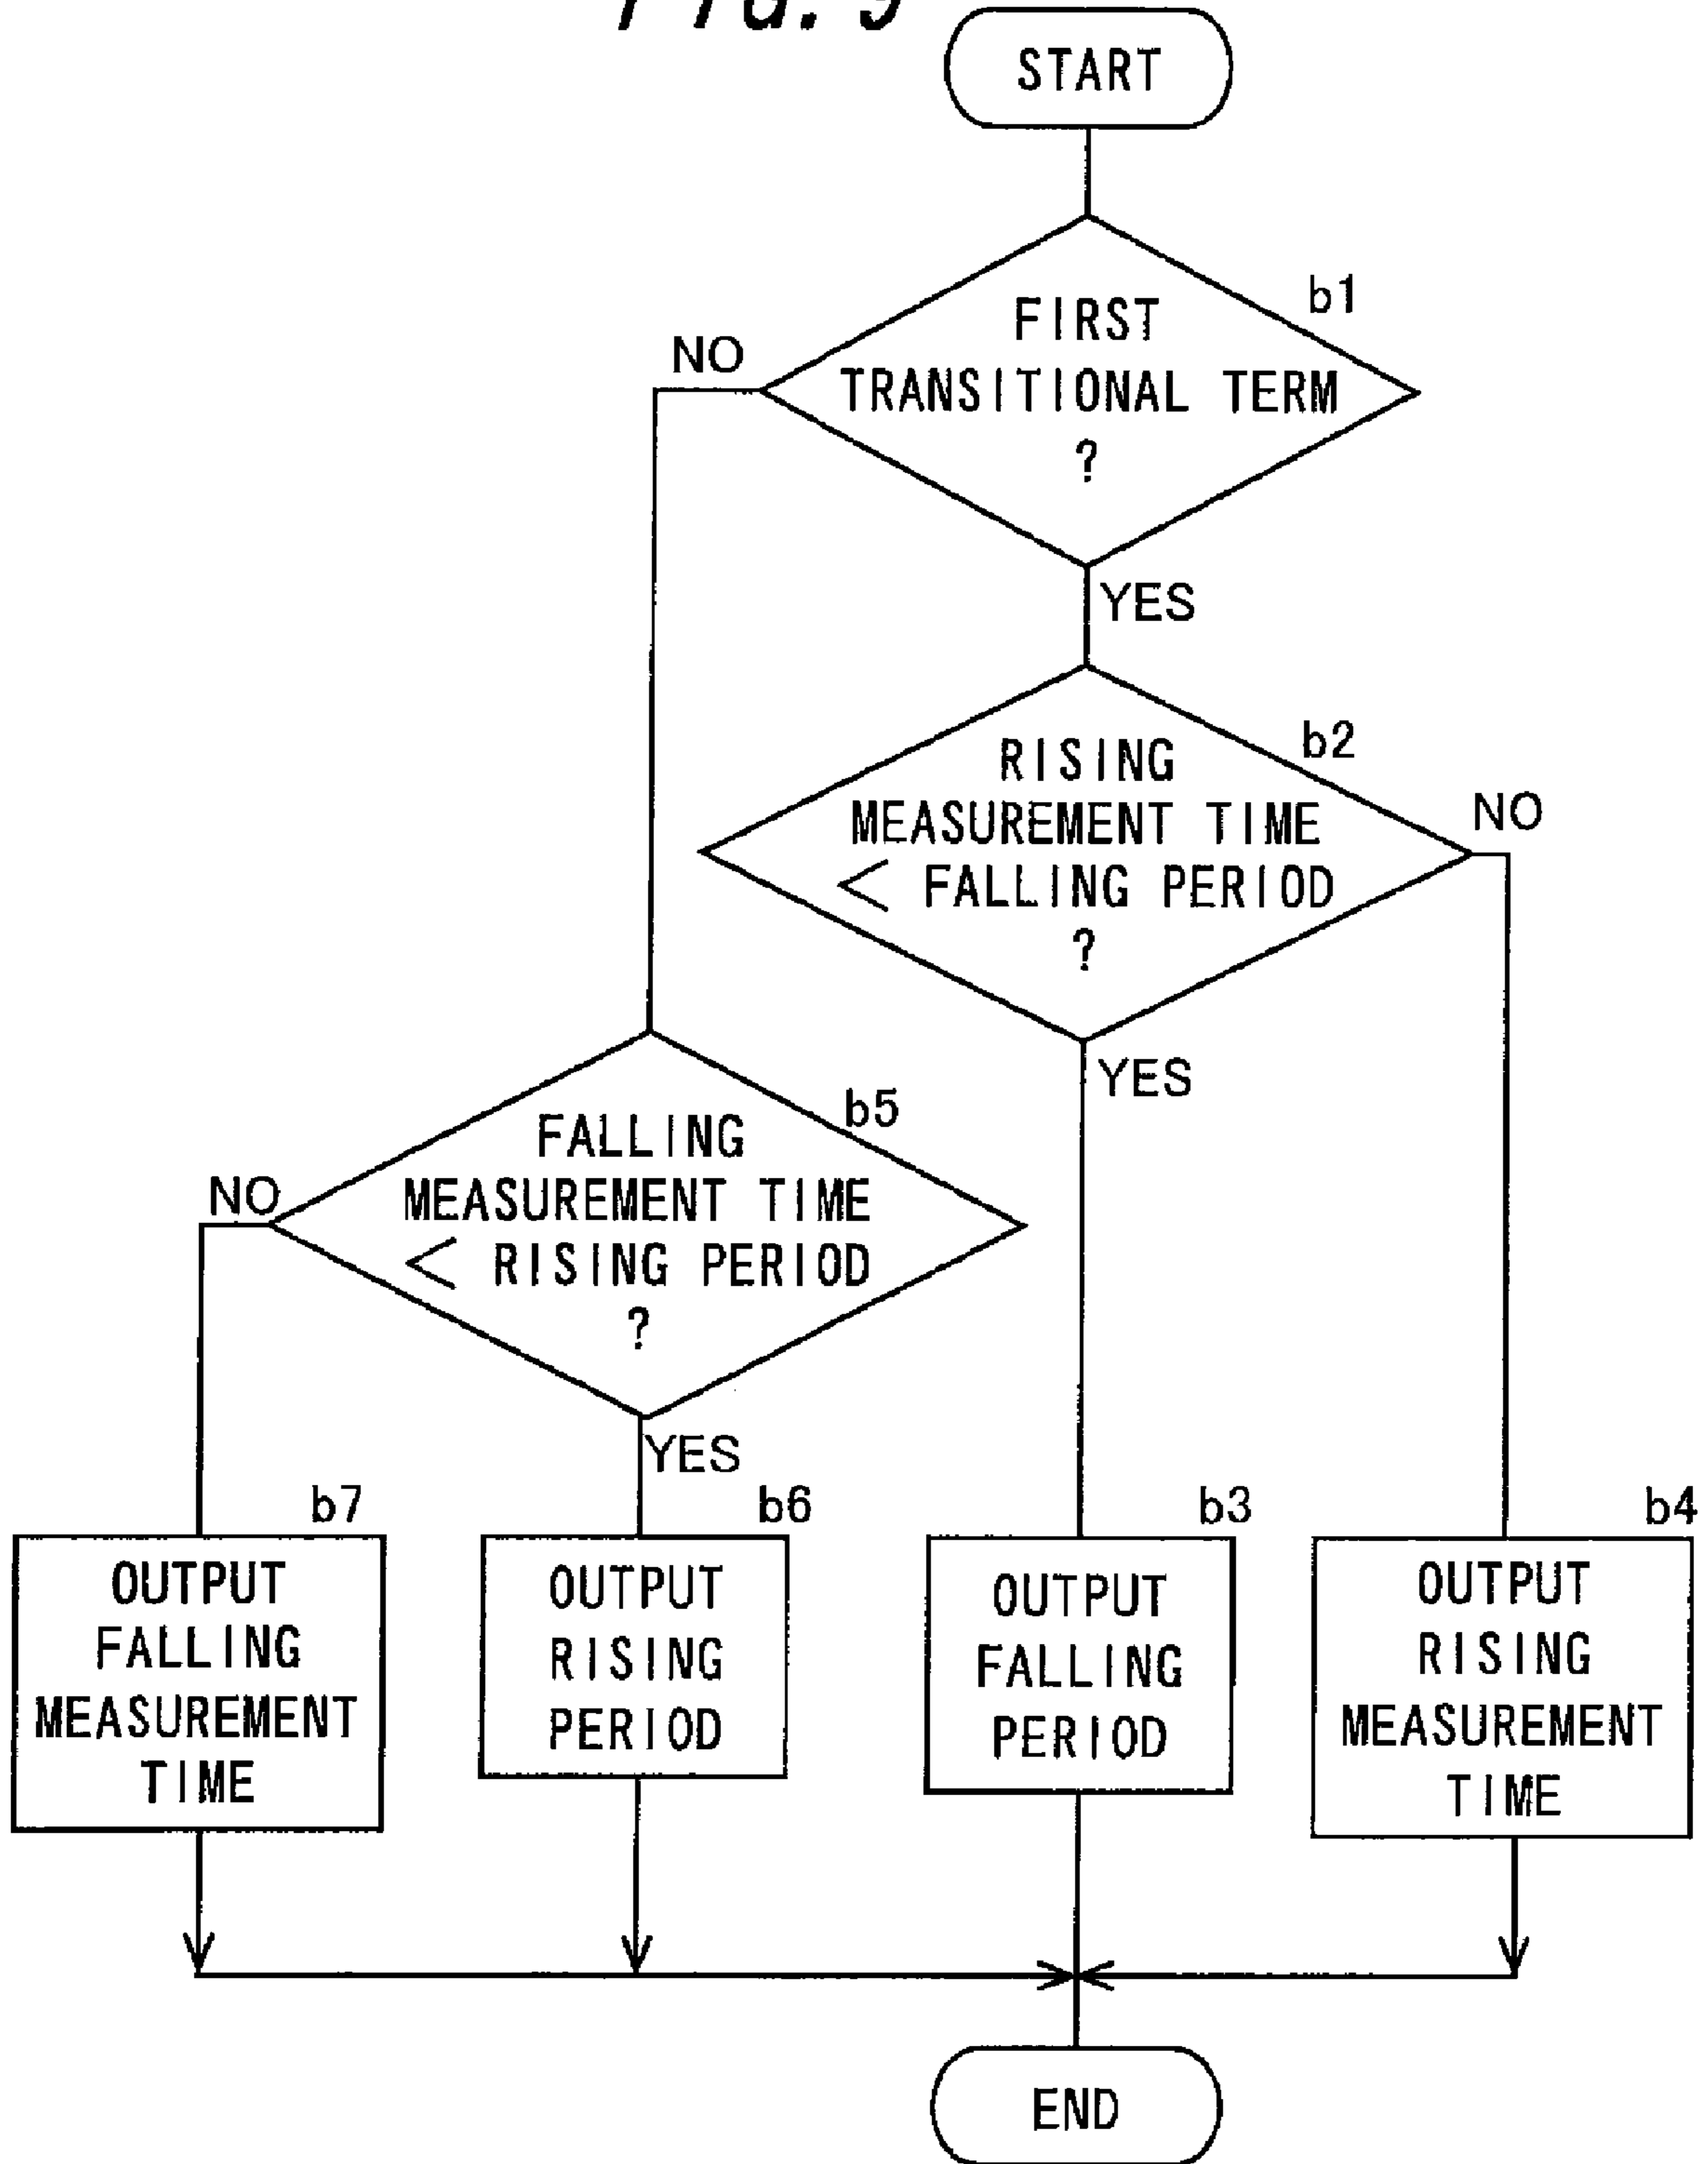 START
b1
FIRST
TRANSITIONAL TERM
?
NO
YES
b2
RISING
MEASUREMENT TIME
< FALLING PERIOD
?
NO
YES
b5
FALLING
MEASUREMENT TIME
< RISING PERIOD
?
NO
YES
b7
OUTPUT
FALLING
MEASUREMENT
TIME
b6
OUTPUT
RISING
PERIOD
b3
OUTPUT
FALLING
PERIOD
b4
OUTPUT
RISING
MEASUREMENT
TIME
END